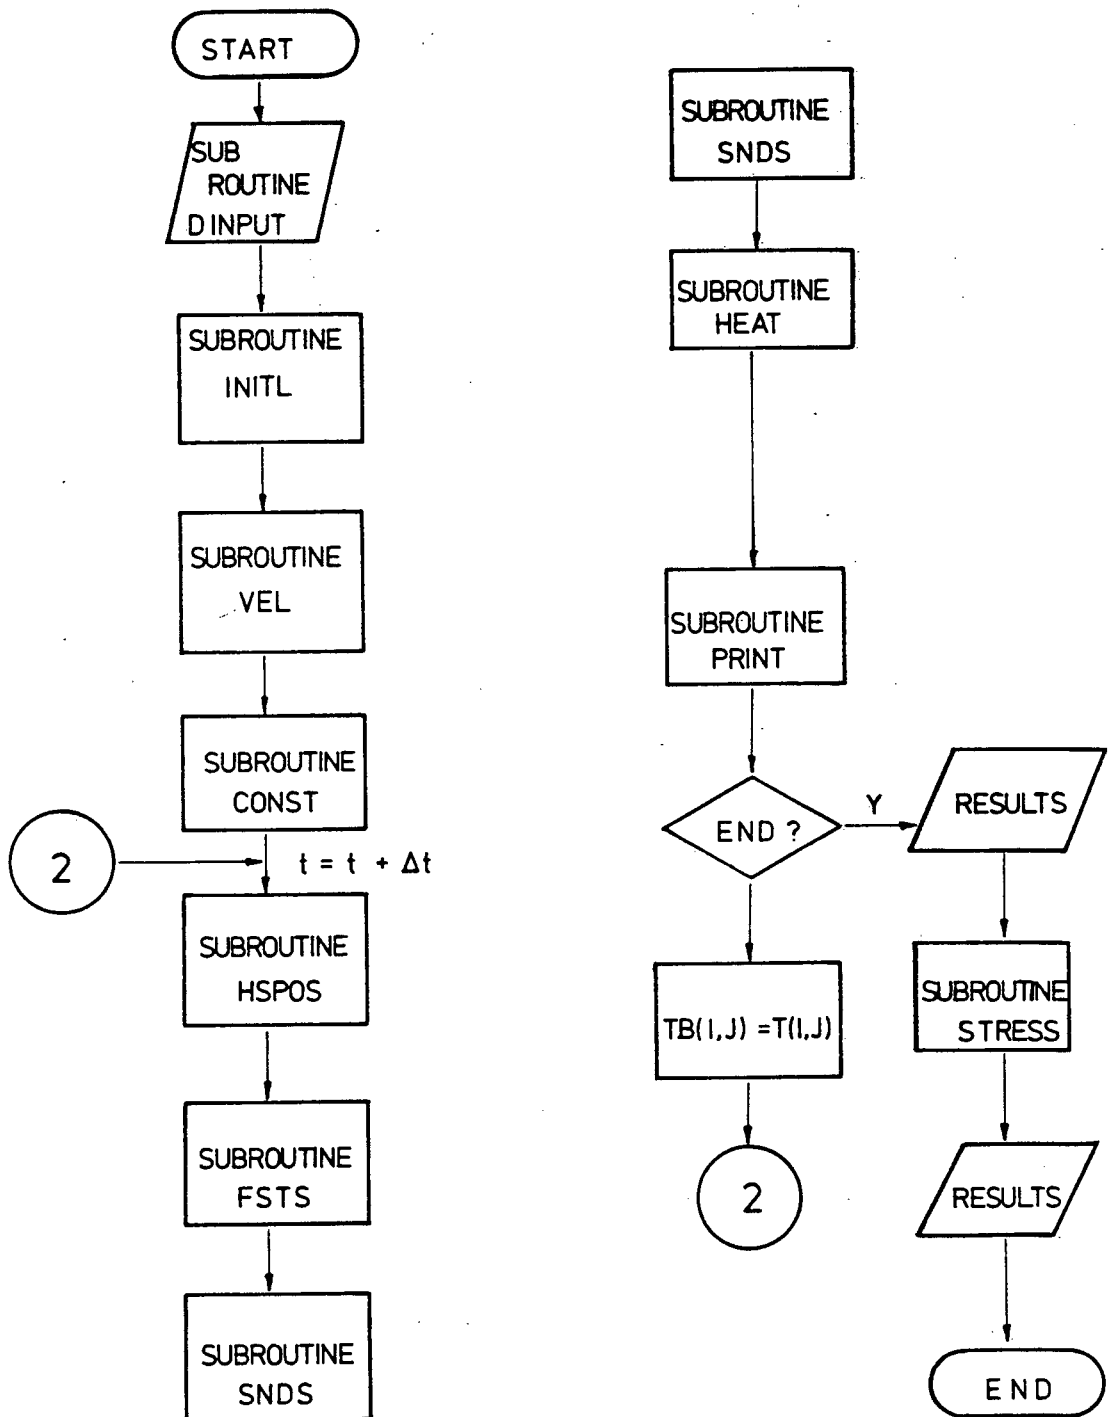 START
SUB
ROUTINE
DINPUT
SUBROUTINE
INITL
SUBROUTINE
VEL
SUBROUTINE
CONST
2
t = t + Δt
SUBROUTINE
HSPOS
SUBROUTINE
FSTS
SUBROUTINE
SNDS
SUBROUTINE
SNDS
SUBROUTINE
HEAT
SUBROUTINE
PRINT
END ?
Y
RESULTS
TB(I,J) =T(I,J)
2
SUBROUTINE
STRESS
RESULTS
END